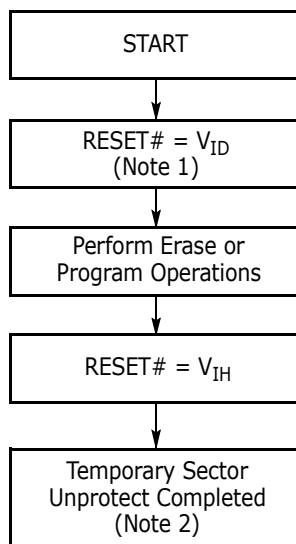 START
RESET# = VID
(Note 1)
Perform Erase or
Program Operations
RESET# = VIH
Temporary Sector
Unprotect Completed
(Note 2)